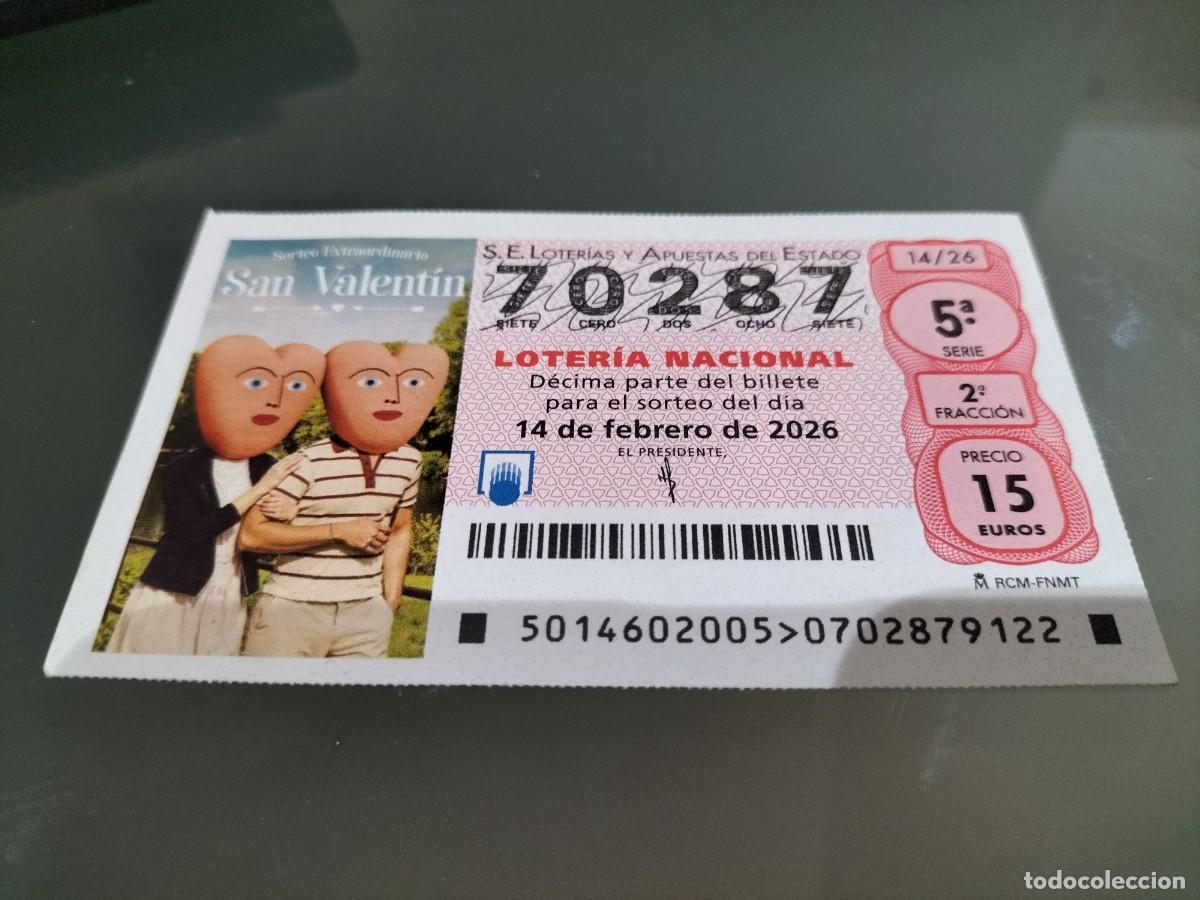 Sorteo Extraordinario
San Valentín
S.E. LOTERÍAS Y APUESTAS DEL ESTADO
70287
SIETE CERO DOS OCHO SIETE
LOTERÍA NACIONAL
Décima parte del billete
para el sorteo del día
14 de febrero de 2026
EL PRESIDENTE,
14/26
5ª
SERIE
2ª
FRACCIÓN
PRECIO
15
EUROS
RCM-FNMT
5014602005>0702879122
todocoleccion